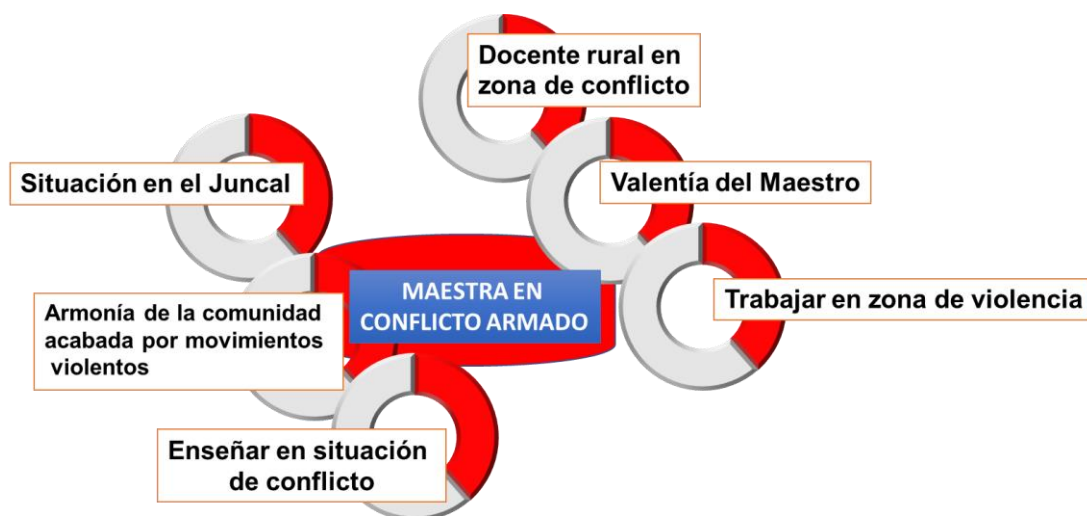 Docente rural en
zona de conflicto
Situación en el Juncal
Valentía del Maestro
MAESTRA EN
CONFLICTO ARMADO
Trabajar en zona de violencia
Armonía de la comunidad
acabada por movimientos
violentos
Enseñar en situación
de conflicto